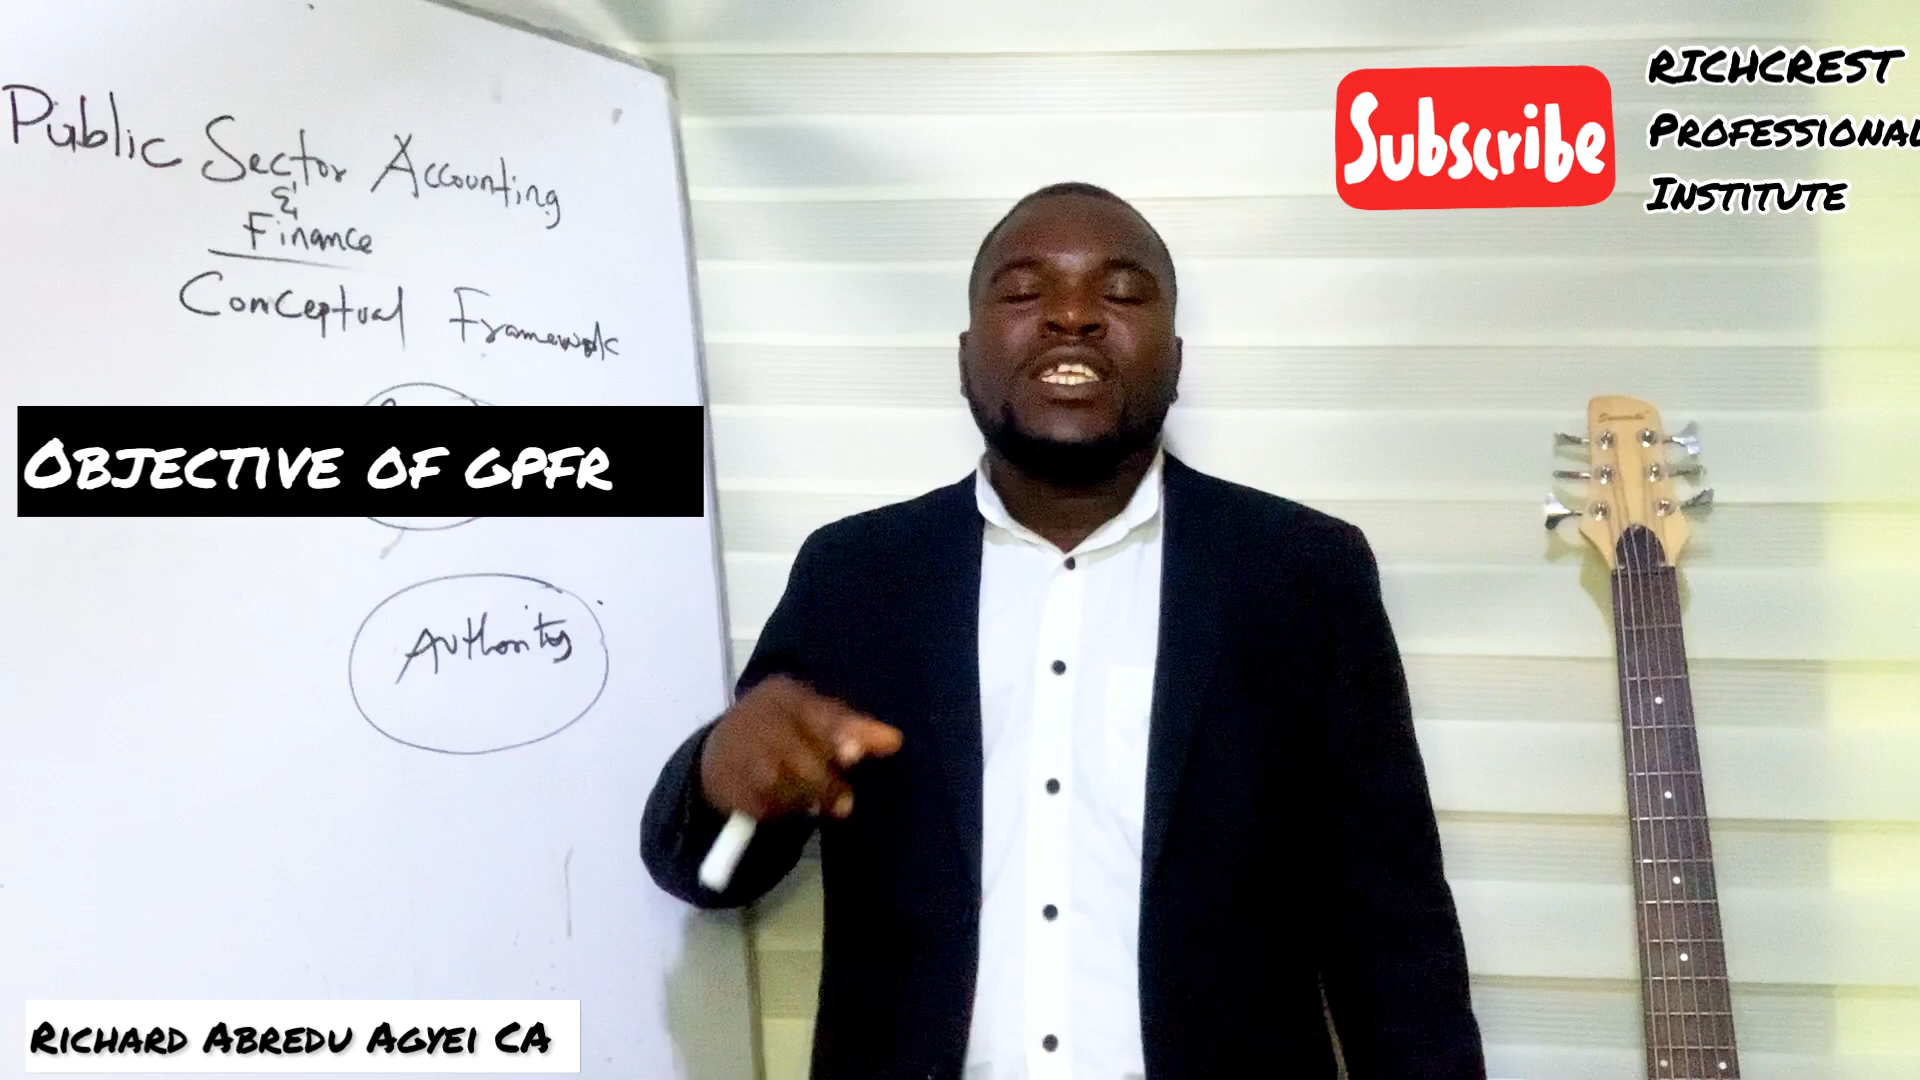 Public Sector Accounting
&
Finance
Conceptual Framework
OBJECTIVE OF GPFR
Authority
RICHARD ABREDU AGYEI CA
Subscribe
RICHCREST
PROFESSIONAL
INSTITUTE